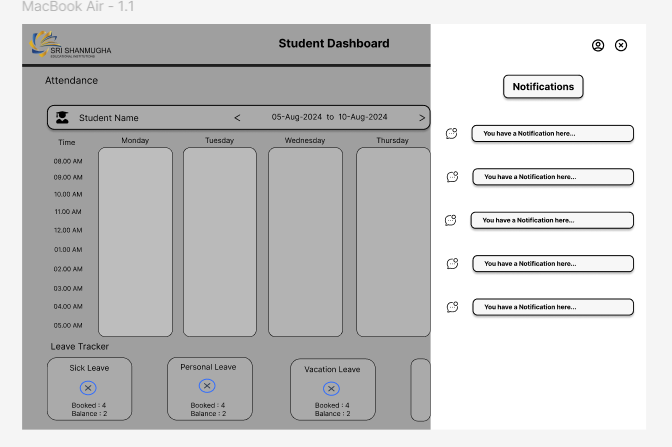 MacBook Air - 1.1
SRI SHANMUGHA
EDUCATIONAL INSTITUTIONS
Student Dashboard
Notifications
Attendance
Student Name
< 05-Aug-2024 to 10-Aug-2024 >
Time Monday Tuesday Wednesday Thursday
08.00 AM
09.00 AM
10.00 AM
11.00 AM
12.00 AM
01.00 AM
02.00 AM
03.00 AM
04.00 AM
05.00 AM
You have a Notification here...
You have a Notification here...
You have a Notification here...
You have a Notification here...
You have a Notification here...
Leave Tracker
Sick Leave
Booked : 4
Balance : 2
Personal Leave
Booked : 4
Balance : 2
Vacation Leave
Booked : 4
Balance : 2